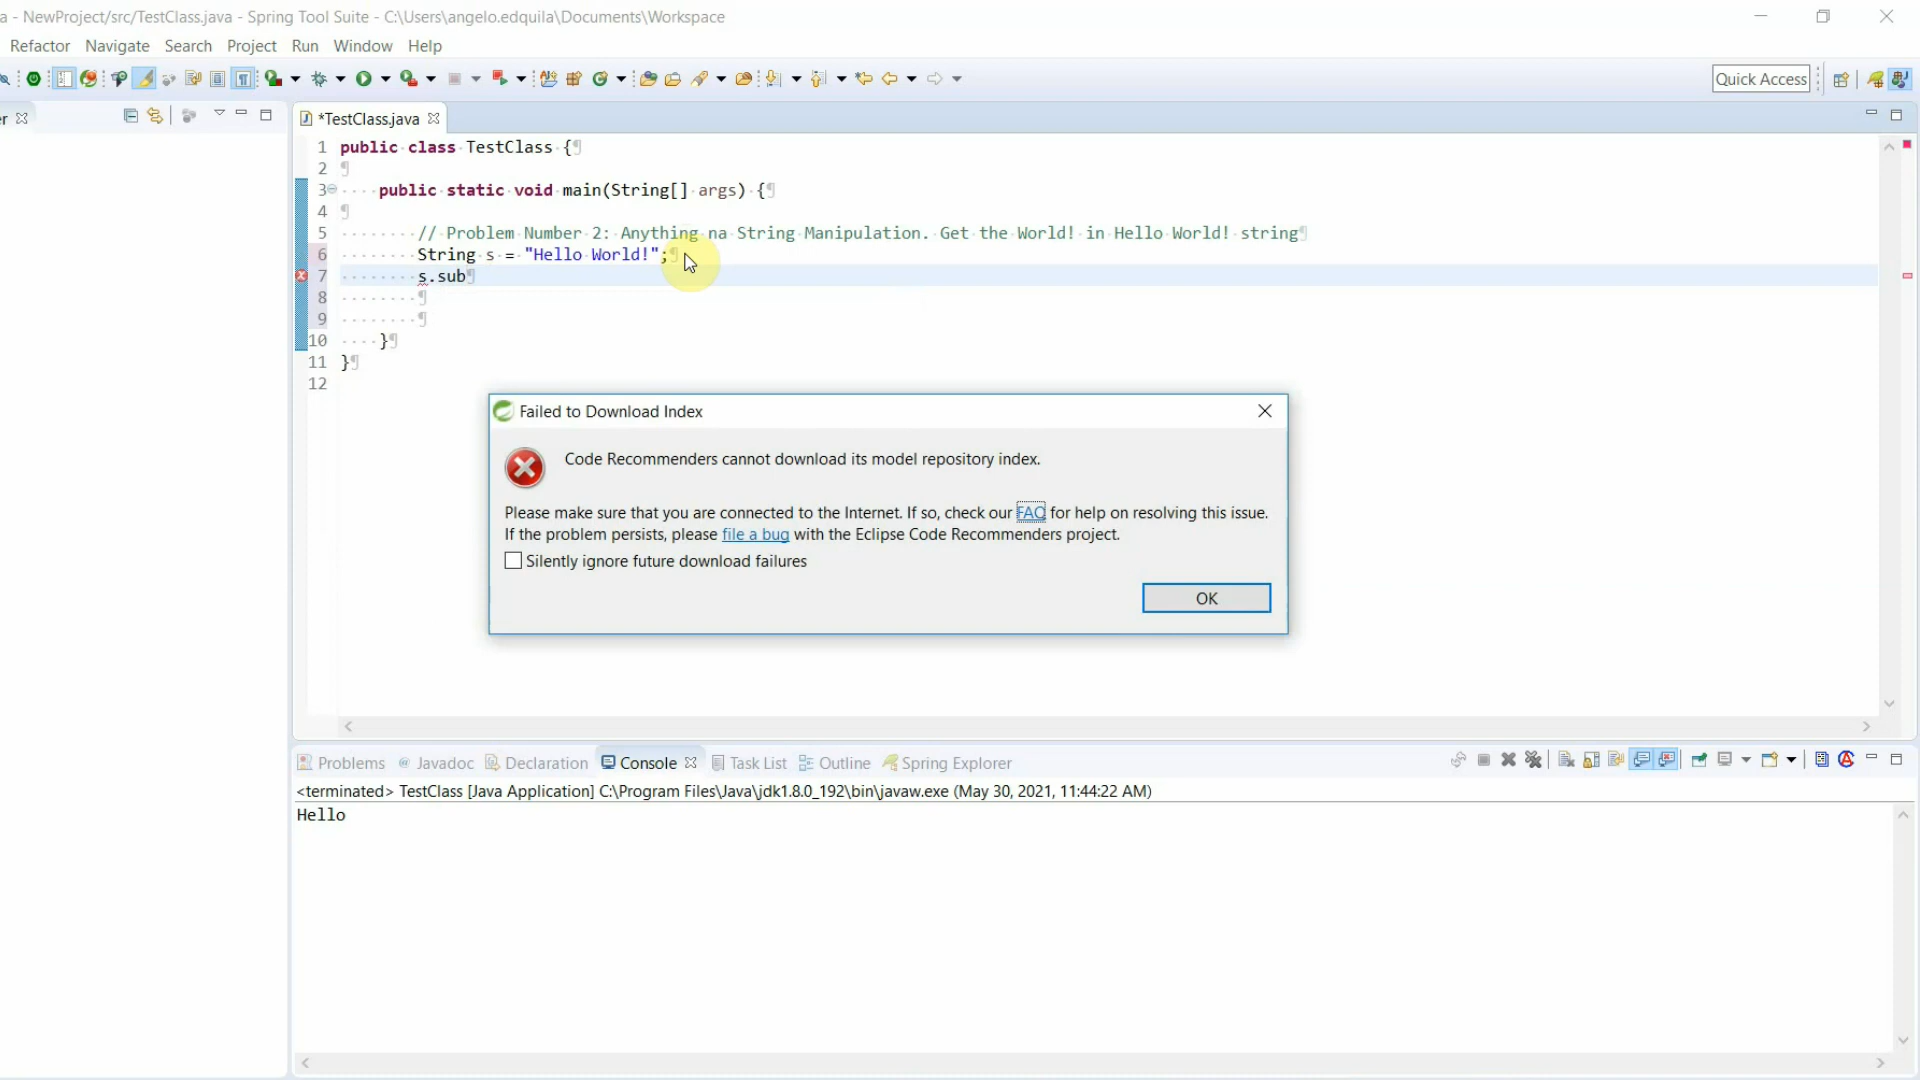 a - NewProject/src/TestClass.java - Spring Tool Suite - C:\Users\angelo.edquila\Documents\Workspace
Refactor Navigate Search Project Run Window Help
Quick Access
er
*TestClass.java
1 public class TestClass {
2
3 public static void main(String[] args) {
4
5 // Problem Number 2: Anything na String Manipulation. Get the World! in Hello World! string
6 String s = "Hello World!";
7 s.sub
8
9
10 }
11 }
12
Failed to Download Index
Code Recommenders cannot download its model repository index.
Please make sure that you are connected to the Internet. If so, check our FAQ for help on resolving this issue.
If the problem persists, please file a bug with the Eclipse Code Recommenders project.
Silently ignore future download failures
OK
Problems Javadoc Declaration Console Task List Outline Spring Explorer
<terminated> TestClass [Java Application] C:\Program Files\Java\jdk1.8.0_192\bin\javaw.exe (May 30, 2021, 11:44:22 AM)
Hello